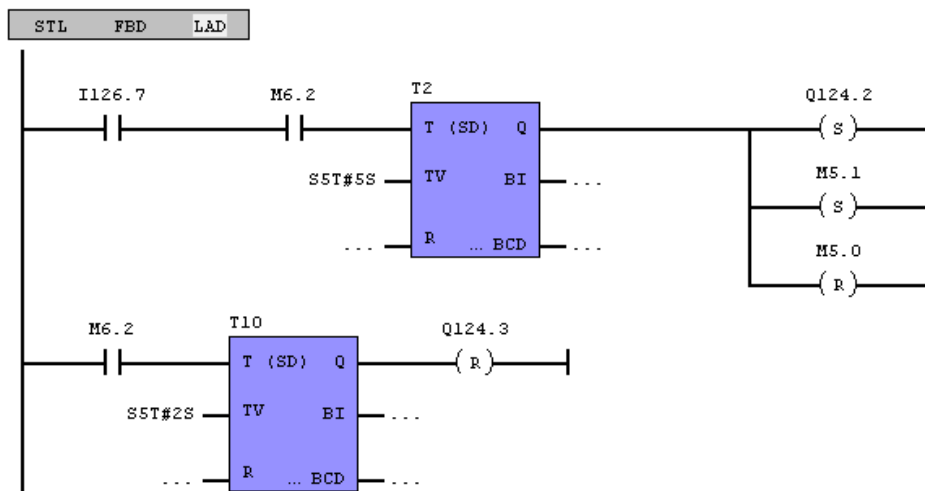 STL FBD LAD
I126.7 M6.2 T2 Q124.2
T (SD) Q ( S )
S5T#5S TV BI ...
M5.1
( S )
... R ... BCD ...
M5.0
( R )
M6.2 T10 Q124.3
T (SD) Q ( R )
S5T#2S TV BI ...
... R ... BCD ...